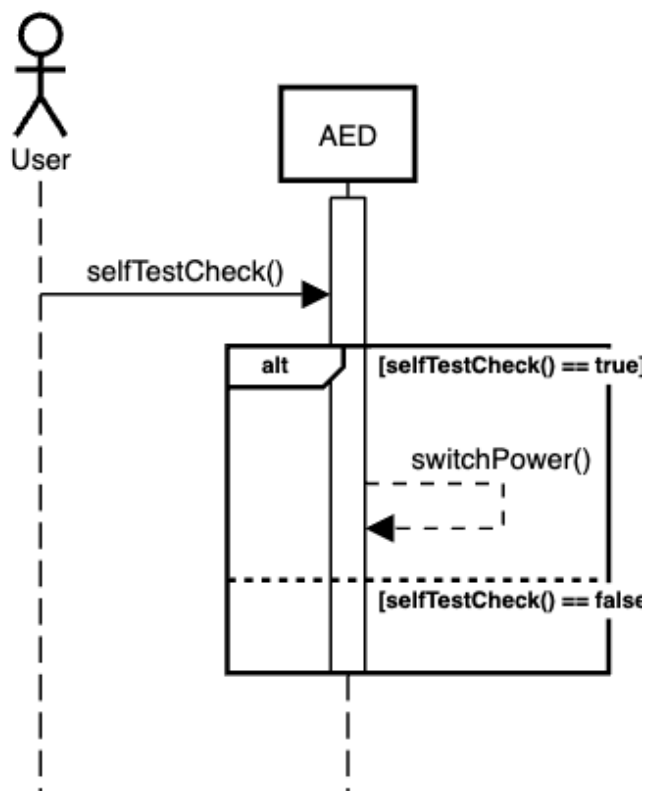 User
AED
selfTestCheck()
alt
[selfTestCheck() == true]
switchPower()
[selfTestCheck() == false